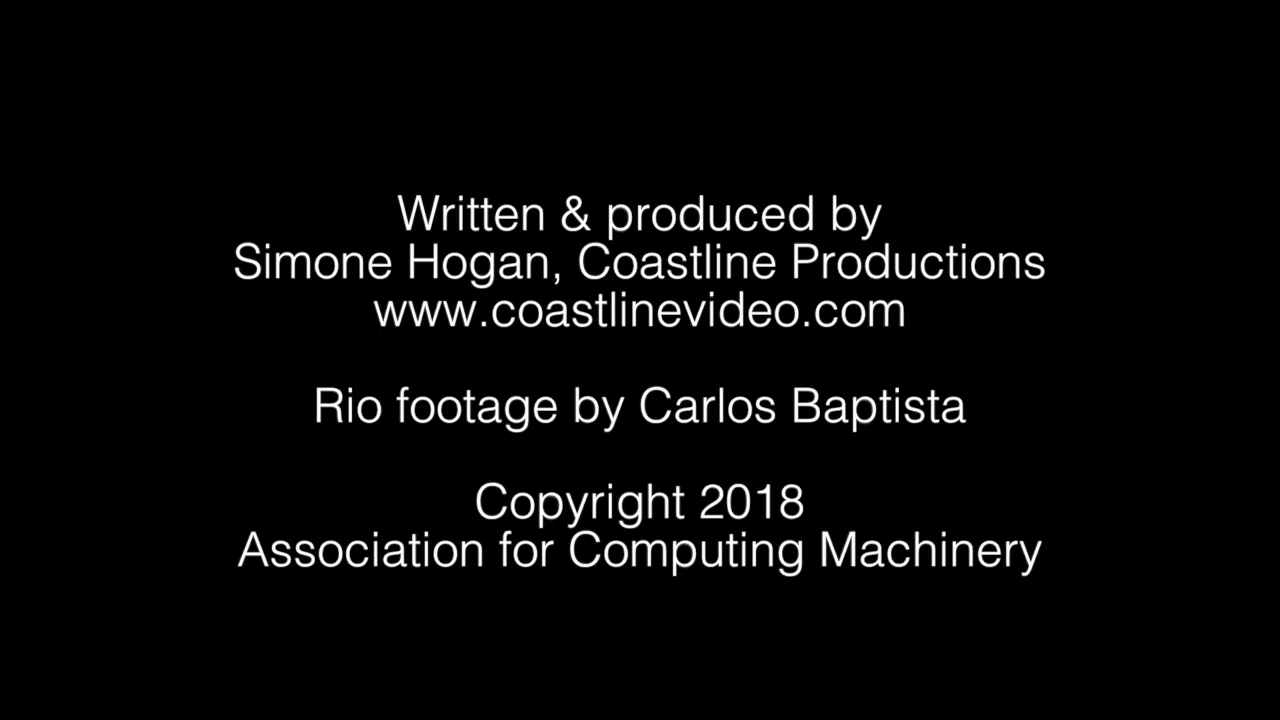 Written & produced by
Simone Hogan, Coastline Productions
www.coastlinevideo.com
Rio footage by Carlos Baptista
Copyright 2018
Association for Computing Machinery